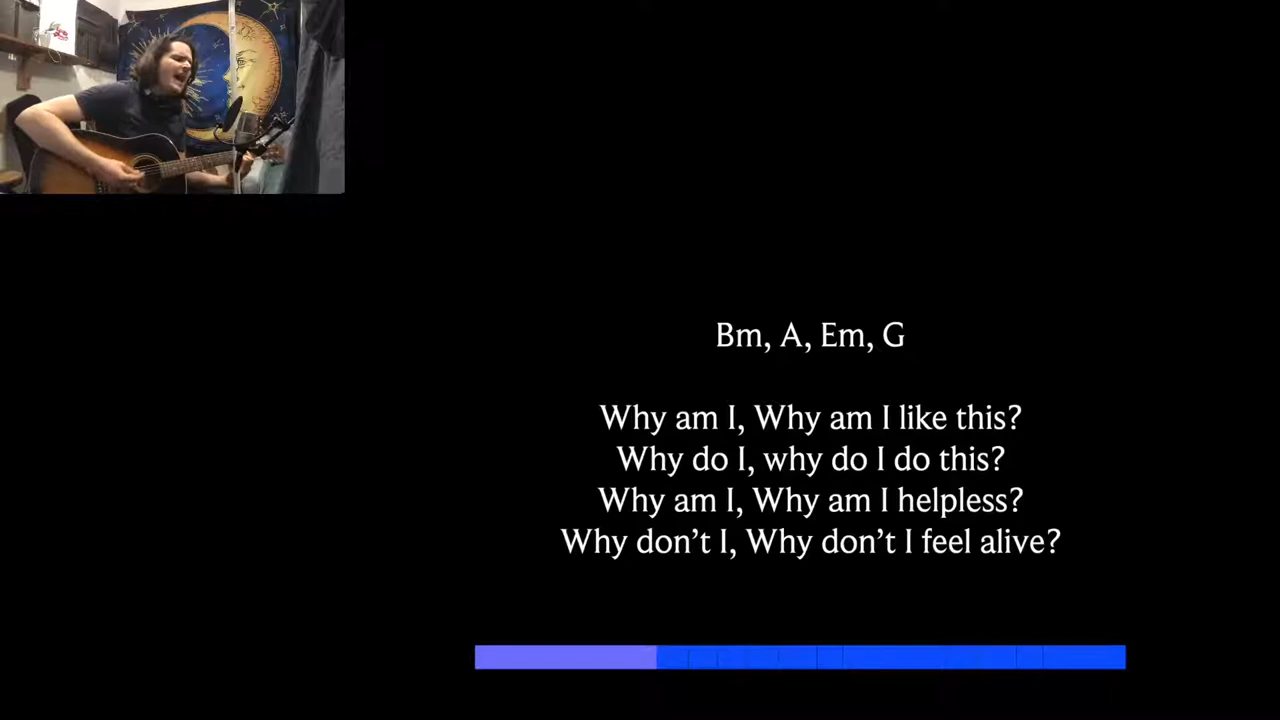 Bm, A, Em, G
Why am I, Why am I like this?
Why do I, why do I do this?
Why am I, Why am I helpless?
Why don’t I, Why don’t I feel alive?